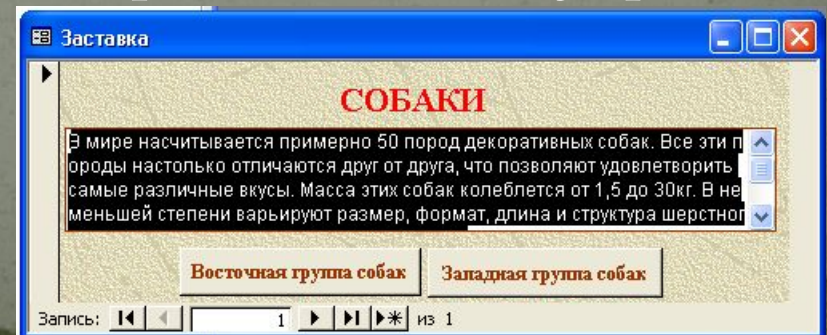 Заставка
СОБАКИ
В мире насчитывается примерно 50 пород декоративных собак. Все эти п
ороды настолько отличаются друг от друга, что позволяют удовлетворить
самые различные вкусы. Масса этих собак колеблется от 1,5 до 30кг. В не
меньшей степени варьируют размер, формат, длина и структура шерстног
Восточная группа собак Западная группа собак
Запись: 1 из 1